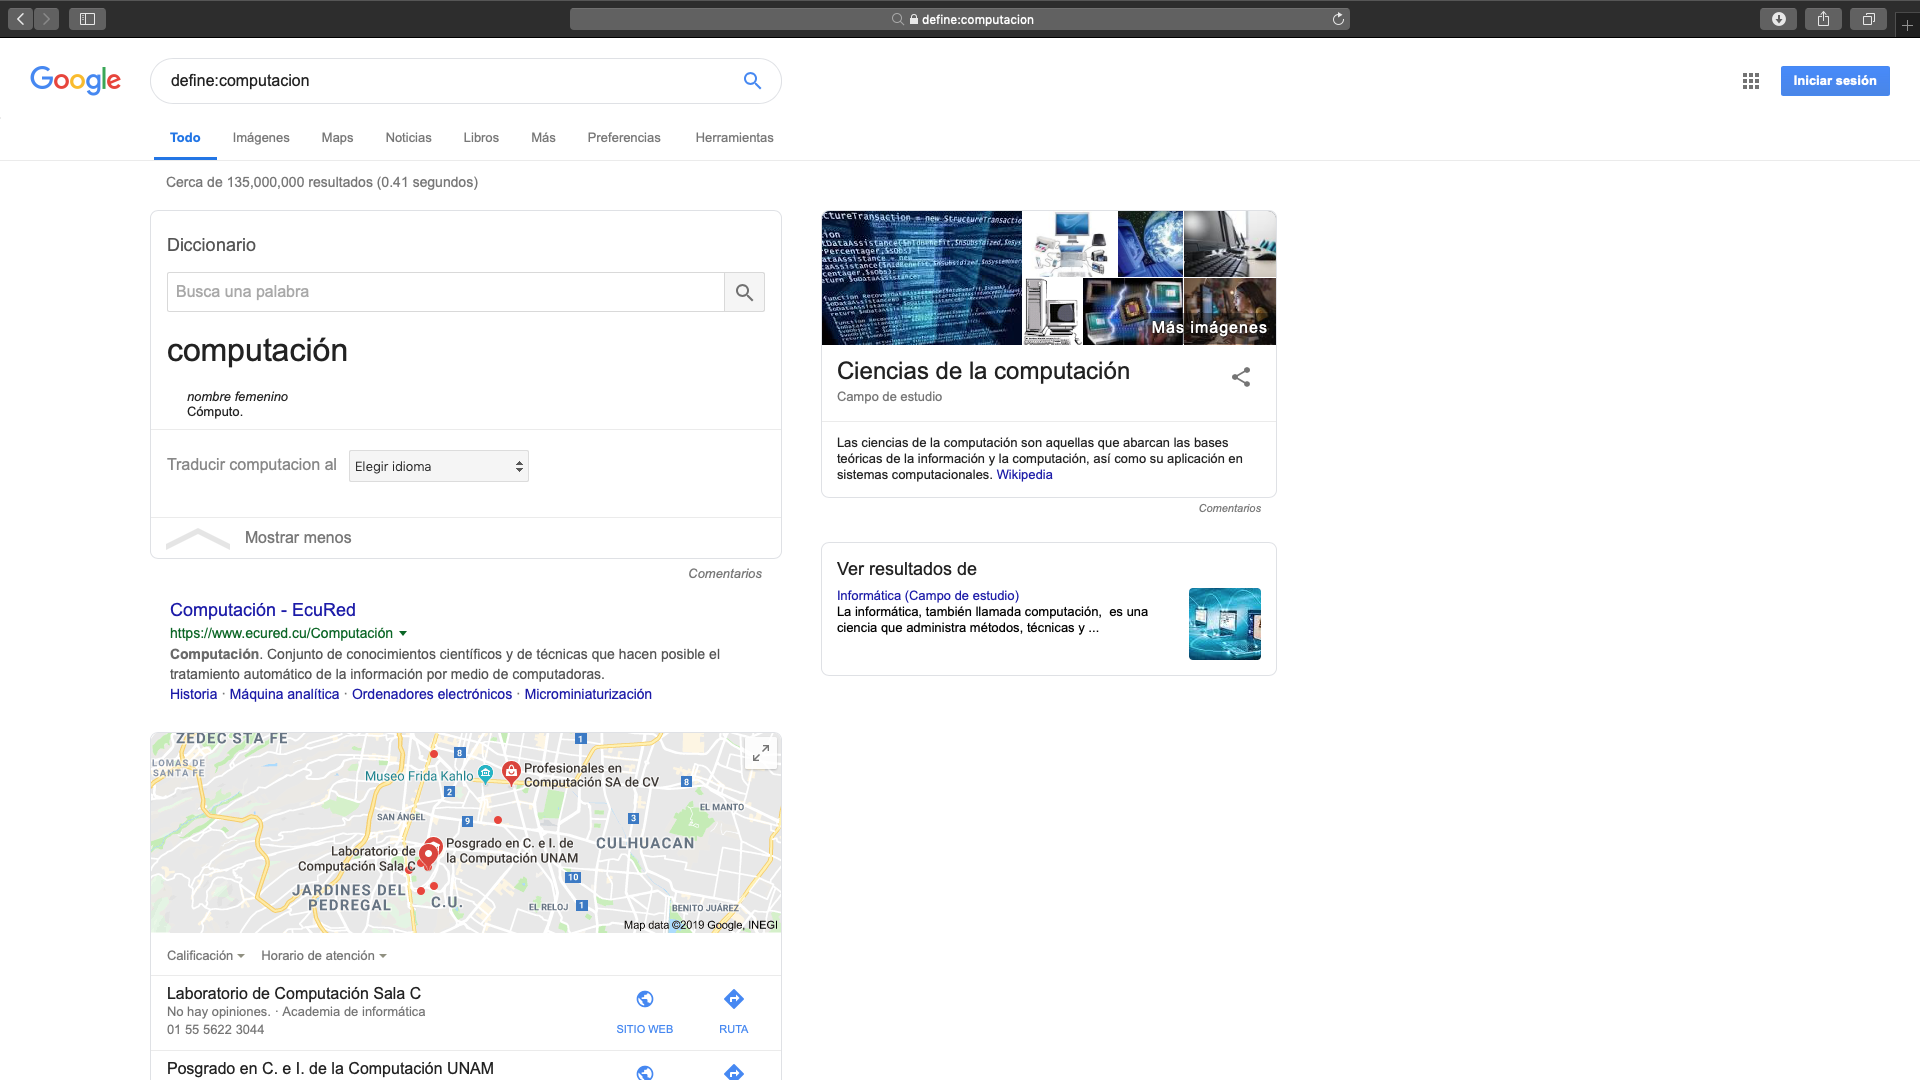 define:computacion
Google
define:computacion
Iniciar sesión
Todo
Imágenes
Maps
Noticias
Libros
Más
Preferencias
Herramientas
Cerca de 135,000,000 resultados (0.41 segundos)
Diccionario
Busca una palabra
computación
nombre femenino
Cómputo.
Traducir computacion al
Elegir idioma
Mostrar menos
Comentarios
Computación - EcuRed
https://www.ecured.cu/Computación
Computación. Conjunto de conocimientos científicos y de técnicas que hacen posible el
tratamiento automático de la información por medio de computadoras.
Historia · Máquina analítica · Ordenadores electrónicos · Microminiaturización
ZEDEC STA FE
LOMAS DE
SANTA FE
1
8
Museo Frida Kahlo
Profesionales en
Computación SA de CV
8
2
EL MANTO
SAN ÁNGEL
9
3
CULHUACAN
Laboratorio de
Computación Sala C
Posgrado en C. e I. de
la Computación UNAM
10
JARDINES DEL
PEDREGAL
C.U.
EL RELOJ
1
BENITO JUÁREZ
Map data ©2019 Google, INEGI
Calificación
Horario de atención
Laboratorio de Computación Sala C
No hay opiniones. · Academia de informática
01 55 5622 3044
SITIO WEB
RUTA
Posgrado en C. e I. de la Computación UNAM
Más imágenes
Ciencias de la computación
Campo de estudio
Las ciencias de la computación son aquellas que abarcan las bases
teóricas de la información y la computación, así como su aplicación en
sistemas computacionales. Wikipedia
Comentarios
Ver resultados de
Informática (Campo de estudio)
La informática, también llamada computación, es una
ciencia que administra métodos, técnicas y ...